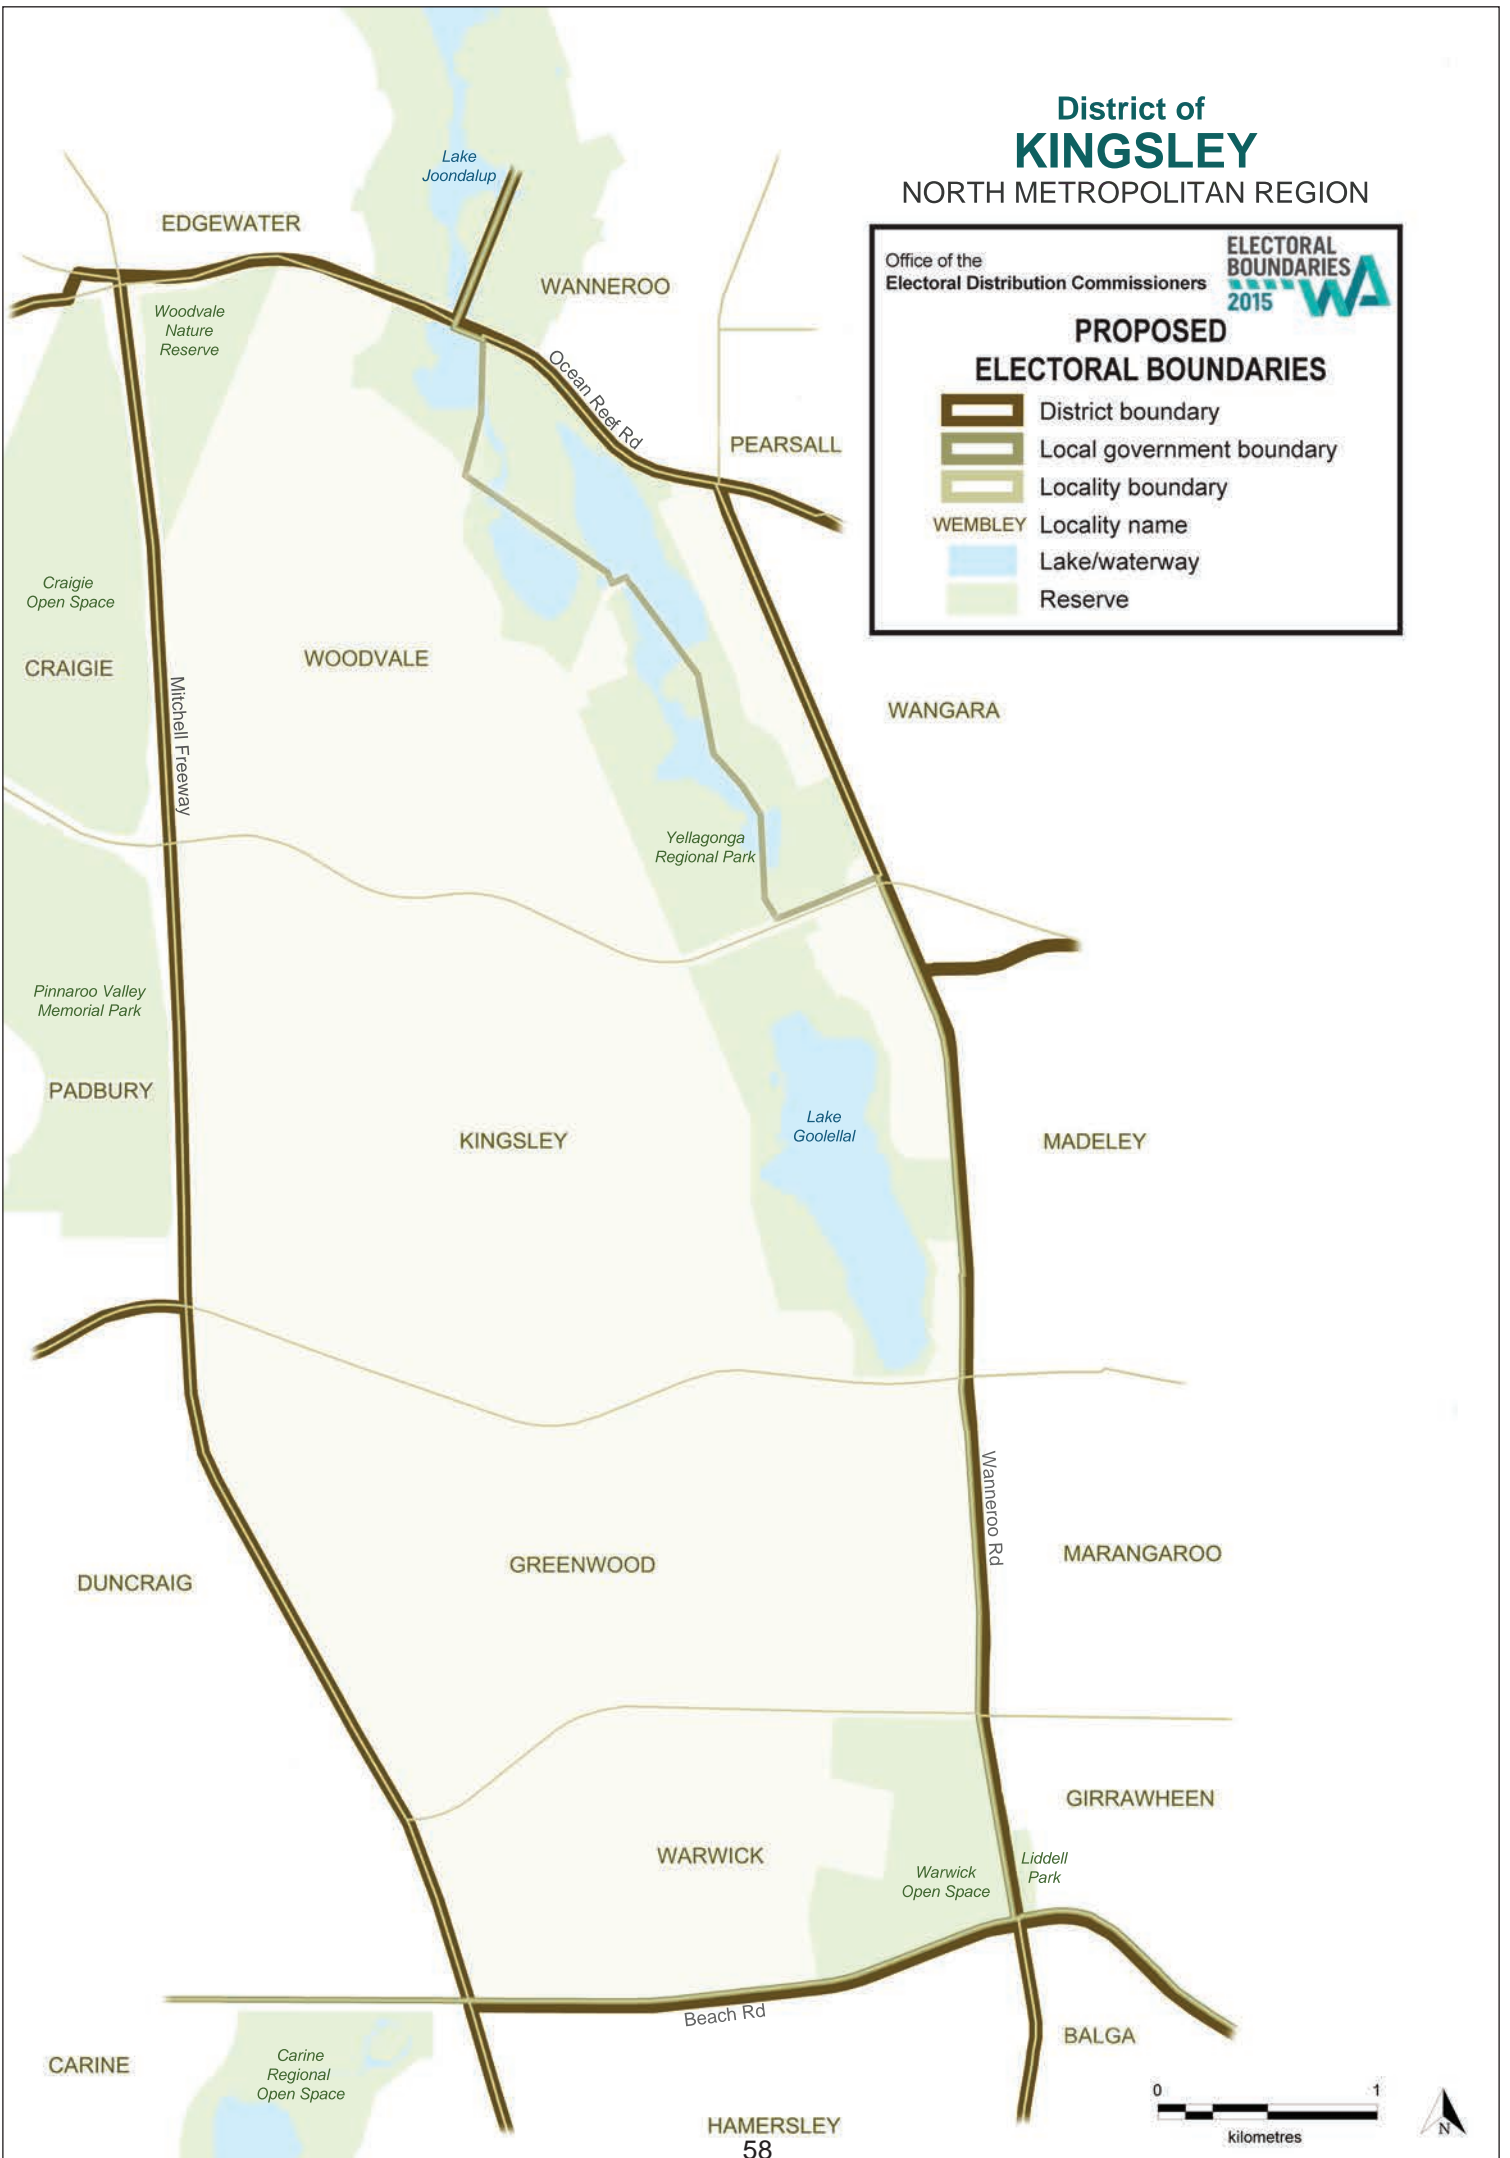 District of
KINGSLEY
NORTH METROPOLITAN REGION
Office of the
Electoral Distribution Commissioners
ELECTORAL
BOUNDARIES
2015
WA
PROPOSED
ELECTORAL BOUNDARIES
District boundary
Local government boundary
Locality boundary
WEMBLEY Locality name
Lake/waterway
Reserve
Lake
Joondalup
EDGEWATER
WANNEROO
Woodvale
Nature
Reserve
Ocean Reef Rd
PEARSALL
Craigie
Open Space
CRAIGIE
WOODVALE
Mitchell Freeway
WANGARA
Yellagonga
Regional Park
Pinnaroo Valley
Memorial Park
PADBURY
KINGSLEY
Lake
Goolellal
MADELEY
Wanneroo Rd
DUNCRAIG
GREENWOOD
MARANGAROO
GIRRAWHEEN
WARWICK
Warwick
Open Space
Liddell
Park
Beach Rd
CARINE
Carine
Regional
Open Space
BALGA
HAMERSLEY
0 1
kilometres
N
58